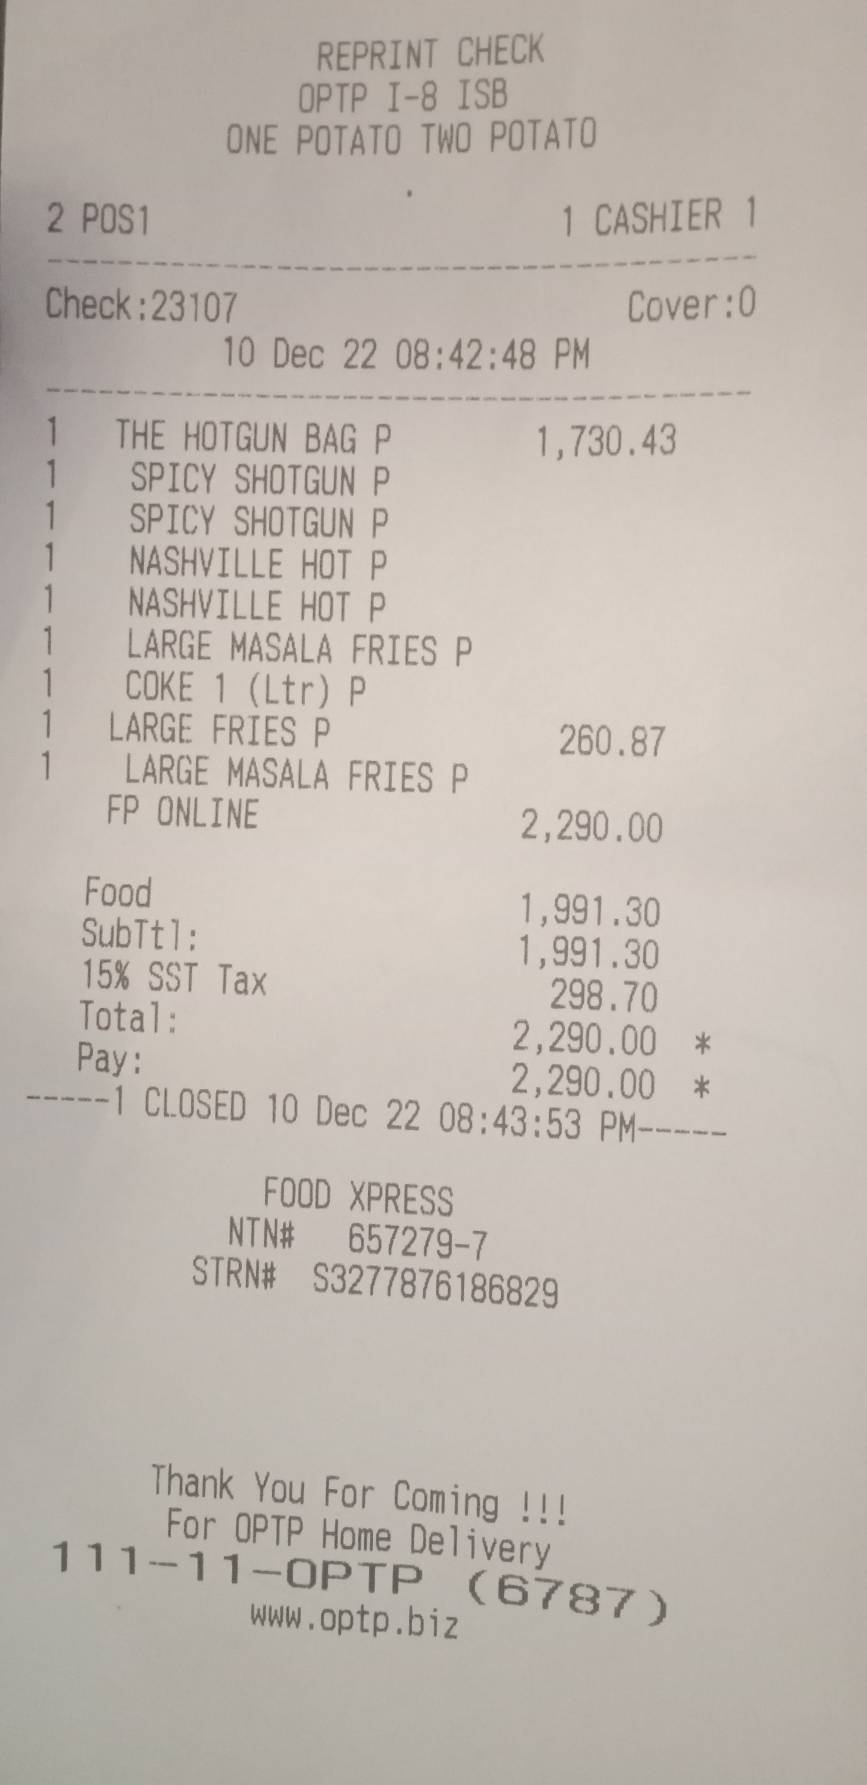 REPRINT CHECK
OPTP I-8 ISB
ONE POTATO TWO POTATO
2 POS1 1 CASHIER 1
Check:23107 Cover:0
10 Dec 22 08:42:48 PM
1 THE HOTGUN BAG P 1,730.43
1 SPICY SHOTGUN P
1 SPICY SHOTGUN P
1 NASHVILLE HOT P
1 NASHVILLE HOT P
1 LARGE MASALA FRIES P
1 COKE 1 (Ltr) P
1 LARGE FRIES P 260.87
1 LARGE MASALA FRIES P
FP ONLINE 2,290.00
Food 1,991.30
SubTtl: 1,991.30
15% SST Tax 298.70
Total: 2,290.00 *
Pay: 2,290.00 *
-----1 CLOSED 10 Dec 22 08:43:53 PM-----
FOOD XPRESS
NTN# 657279-7
STRN# S3277876186829
Thank You For Coming !!!
For OPTP Home Delivery
111-11-OPTP (6787)
www.optp.biz